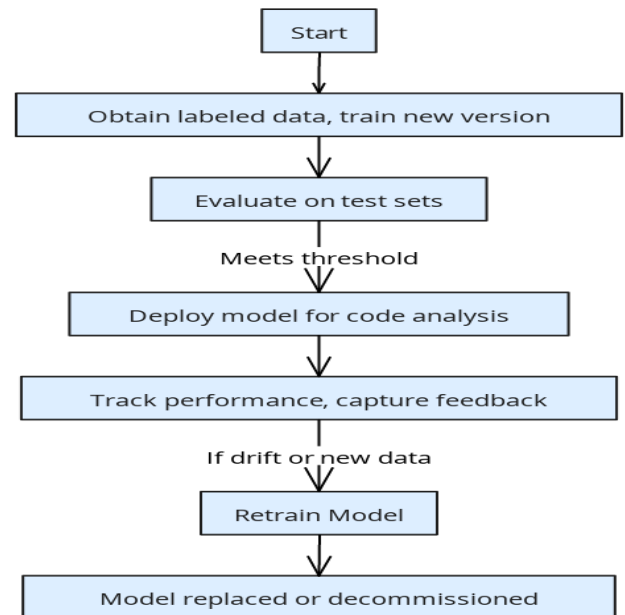 Start
Obtain labeled data, train new version
Evaluate on test sets
Meets threshold
Deploy model for code analysis
Track performance, capture feedback
If drift or new data
Retrain Model
Model replaced or decommissioned